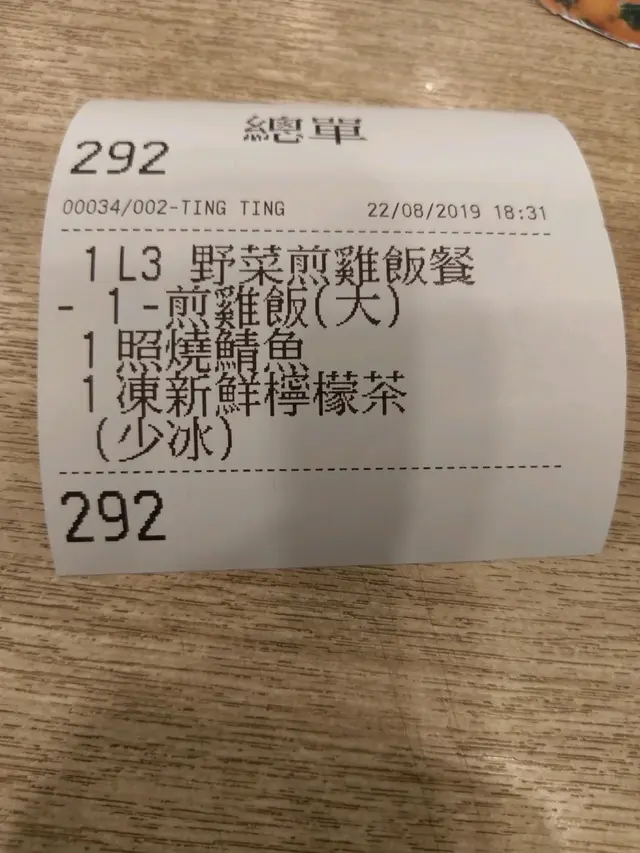 總單
292
00034/002-TING TING 22/08/2019 18:31
1 L3 野菜煎雞飯餐
- 1 -煎雞飯(大)
1 照燒鯖魚
1 凍新鮮檸檬茶
(少冰)
292